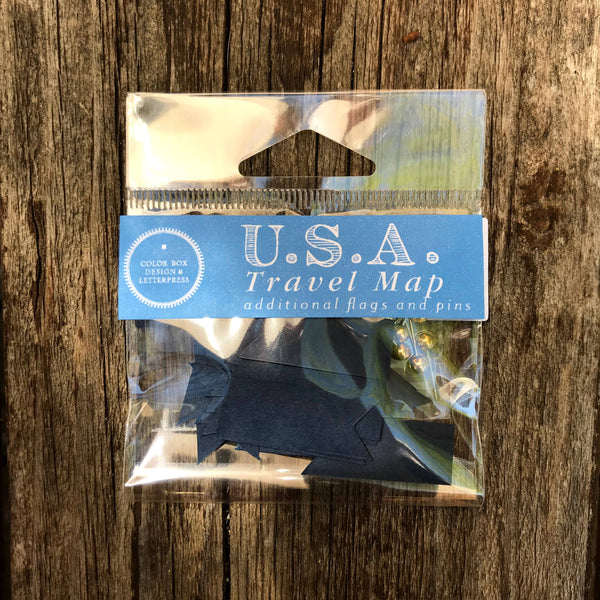 COLOR BOX
DESIGN &
LETTERPRESS
U.S.A.
Travel Map
additional flags and pins